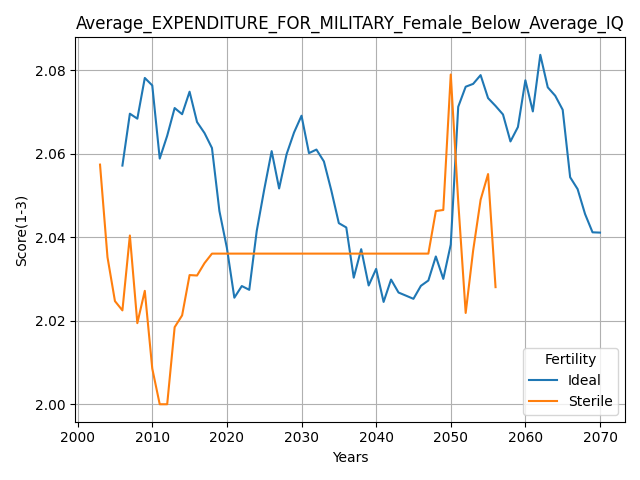 Average_EXPENDITURE_FOR_MILITARY_Female_Below_Average_IQ
Score(1-3)
2.08
2.06
2.04
2.02
2.00
2000 2010 2020 2030 2040 2050 2060 2070
Years
Fertility
Ideal
Sterile